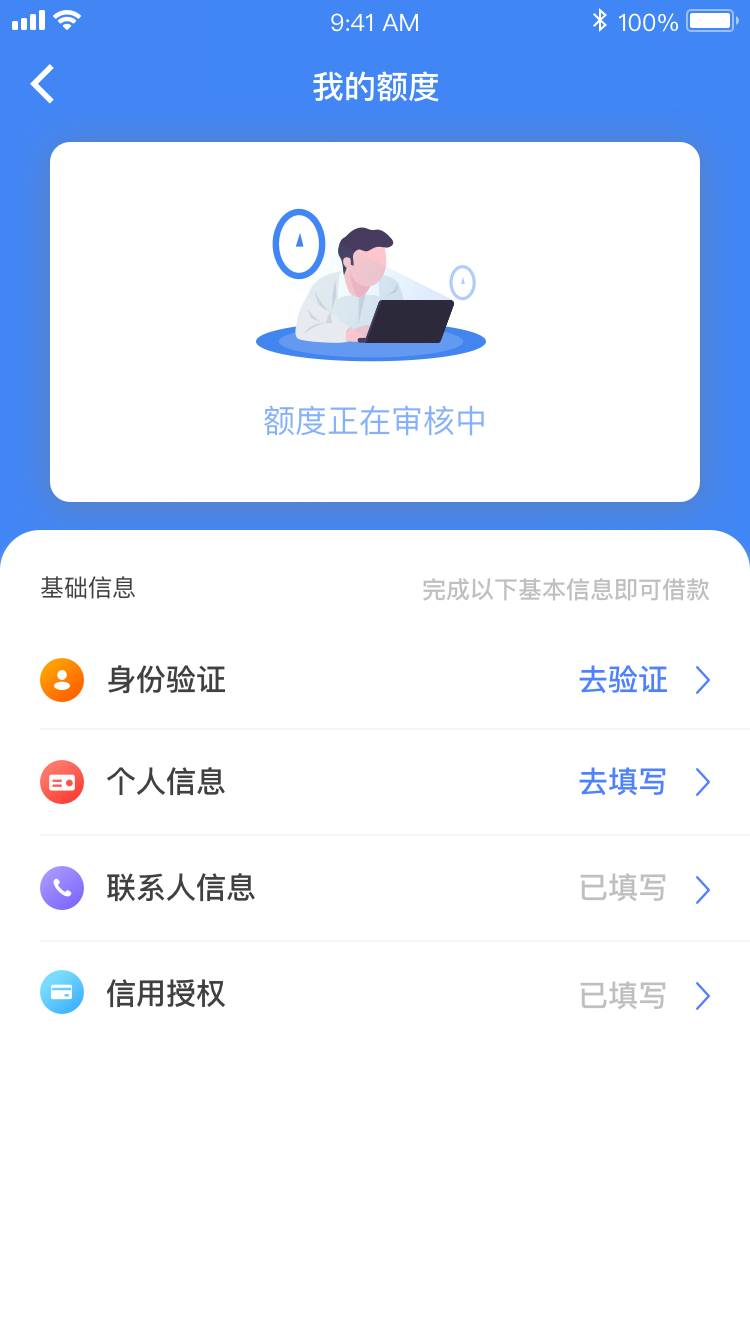 9:41 AM 100%
我的额度
额度正在审核中
基础信息 完成以下基本信息即可借款
身份验证 去验证
个人信息 去填写
联系人信息 已填写
信用授权 已填写